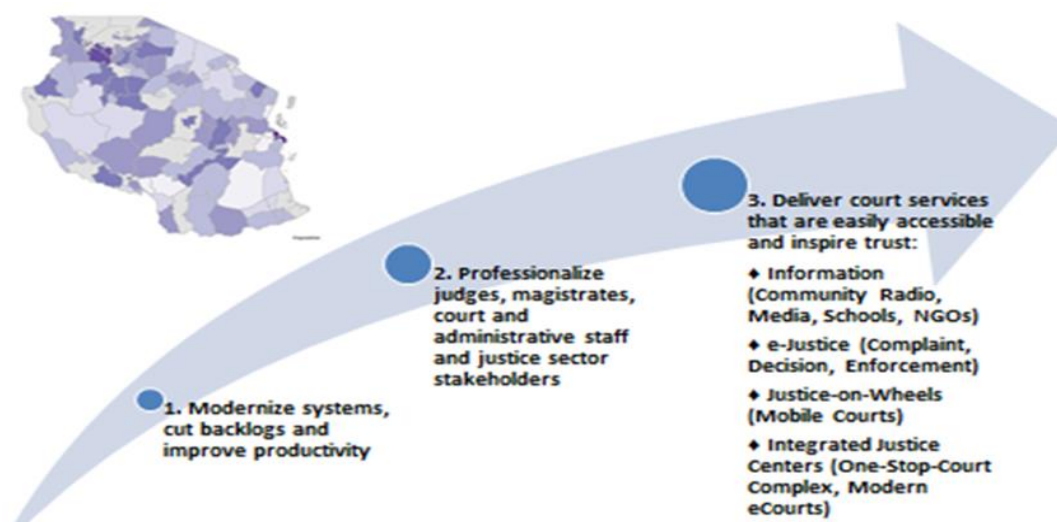 1. Modernize systems,
cut backlogs and
improve productivity
2. Professionalize
judges, magistrates,
court and
administrative staff
and justice sector
stakeholders
3. Deliver court services
that are easily accessible
and inspire trust:
♦ Information
(Community Radio,
Media, Schools, NGOs)
♦ e-Justice (Complaint,
Decision, Enforcement)
♦ Justice-on-Wheels
(Mobile Courts)
♦ Integrated Justice
Centers (One-Stop-Court
Complex, Modern
eCourts)